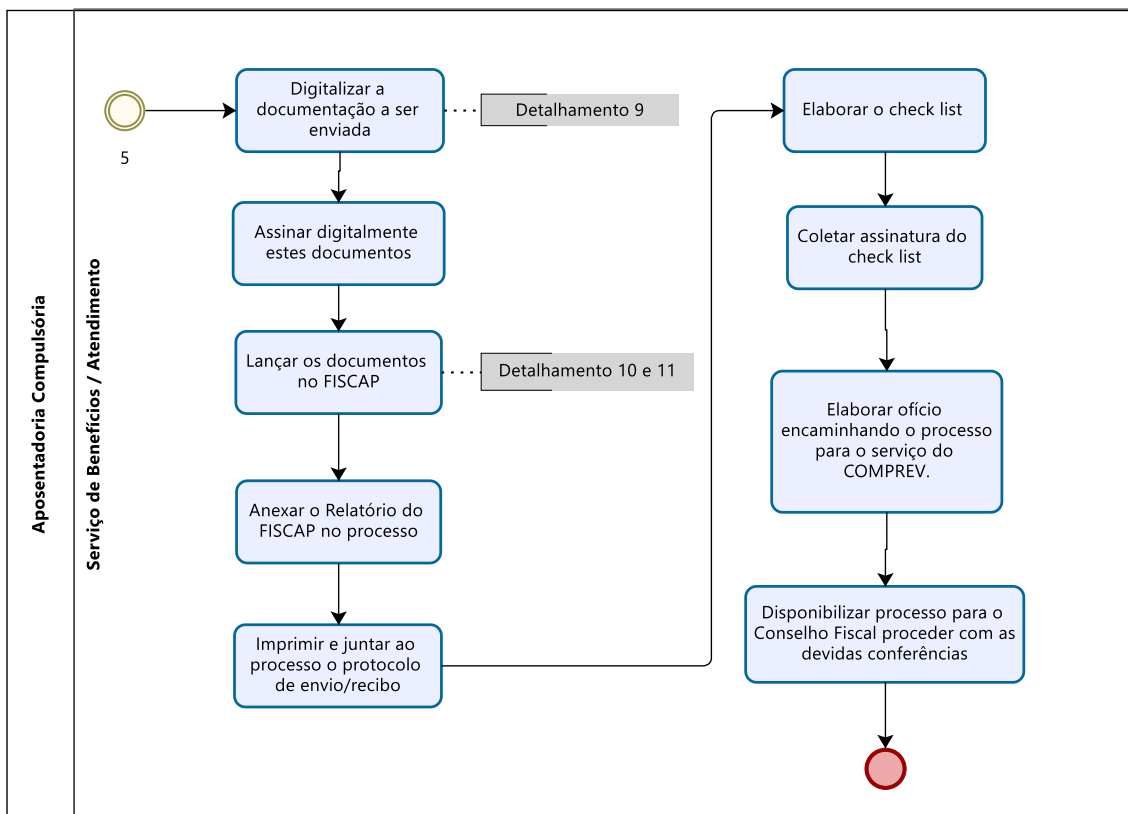 Aposentadoria Compulsória
Serviço de Benefícios / Atendimento
5
Digitalizar a
documentação a ser
enviada
Detalhamento 9
Assinar digitalmente
estes documentos
Lançar os documentos
no FISCAP
Detalhamento 10 e 11
Anexar o Relatório do
FISCAP no processo
Imprimir e juntar ao
processo o protocolo
de envio/recibo
Elaborar o check list
Coletar assinatura do
check list
Elaborar ofício
encaminhando o processo
para o serviço do
COMPREV.
Disponibilizar processo para o
Conselho Fiscal proceder com as
devidas conferências